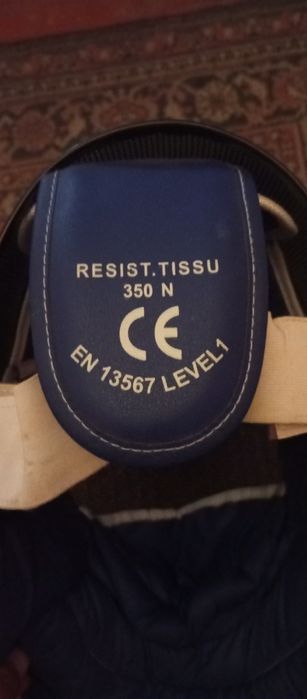 RESIST.TISSU
350 N
CE
EN 13567 LEVEL1